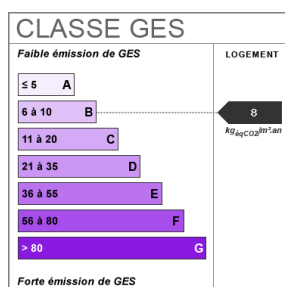 CLASSE GES
Faible émission de GES
LOGEMENT
≤ 5 A
6 à 10 B
8
kgéqCO2/m².an
11 à 20 C
21 à 35 D
36 à 55 E
56 à 80 F
> 80 G
Forte émission de GES